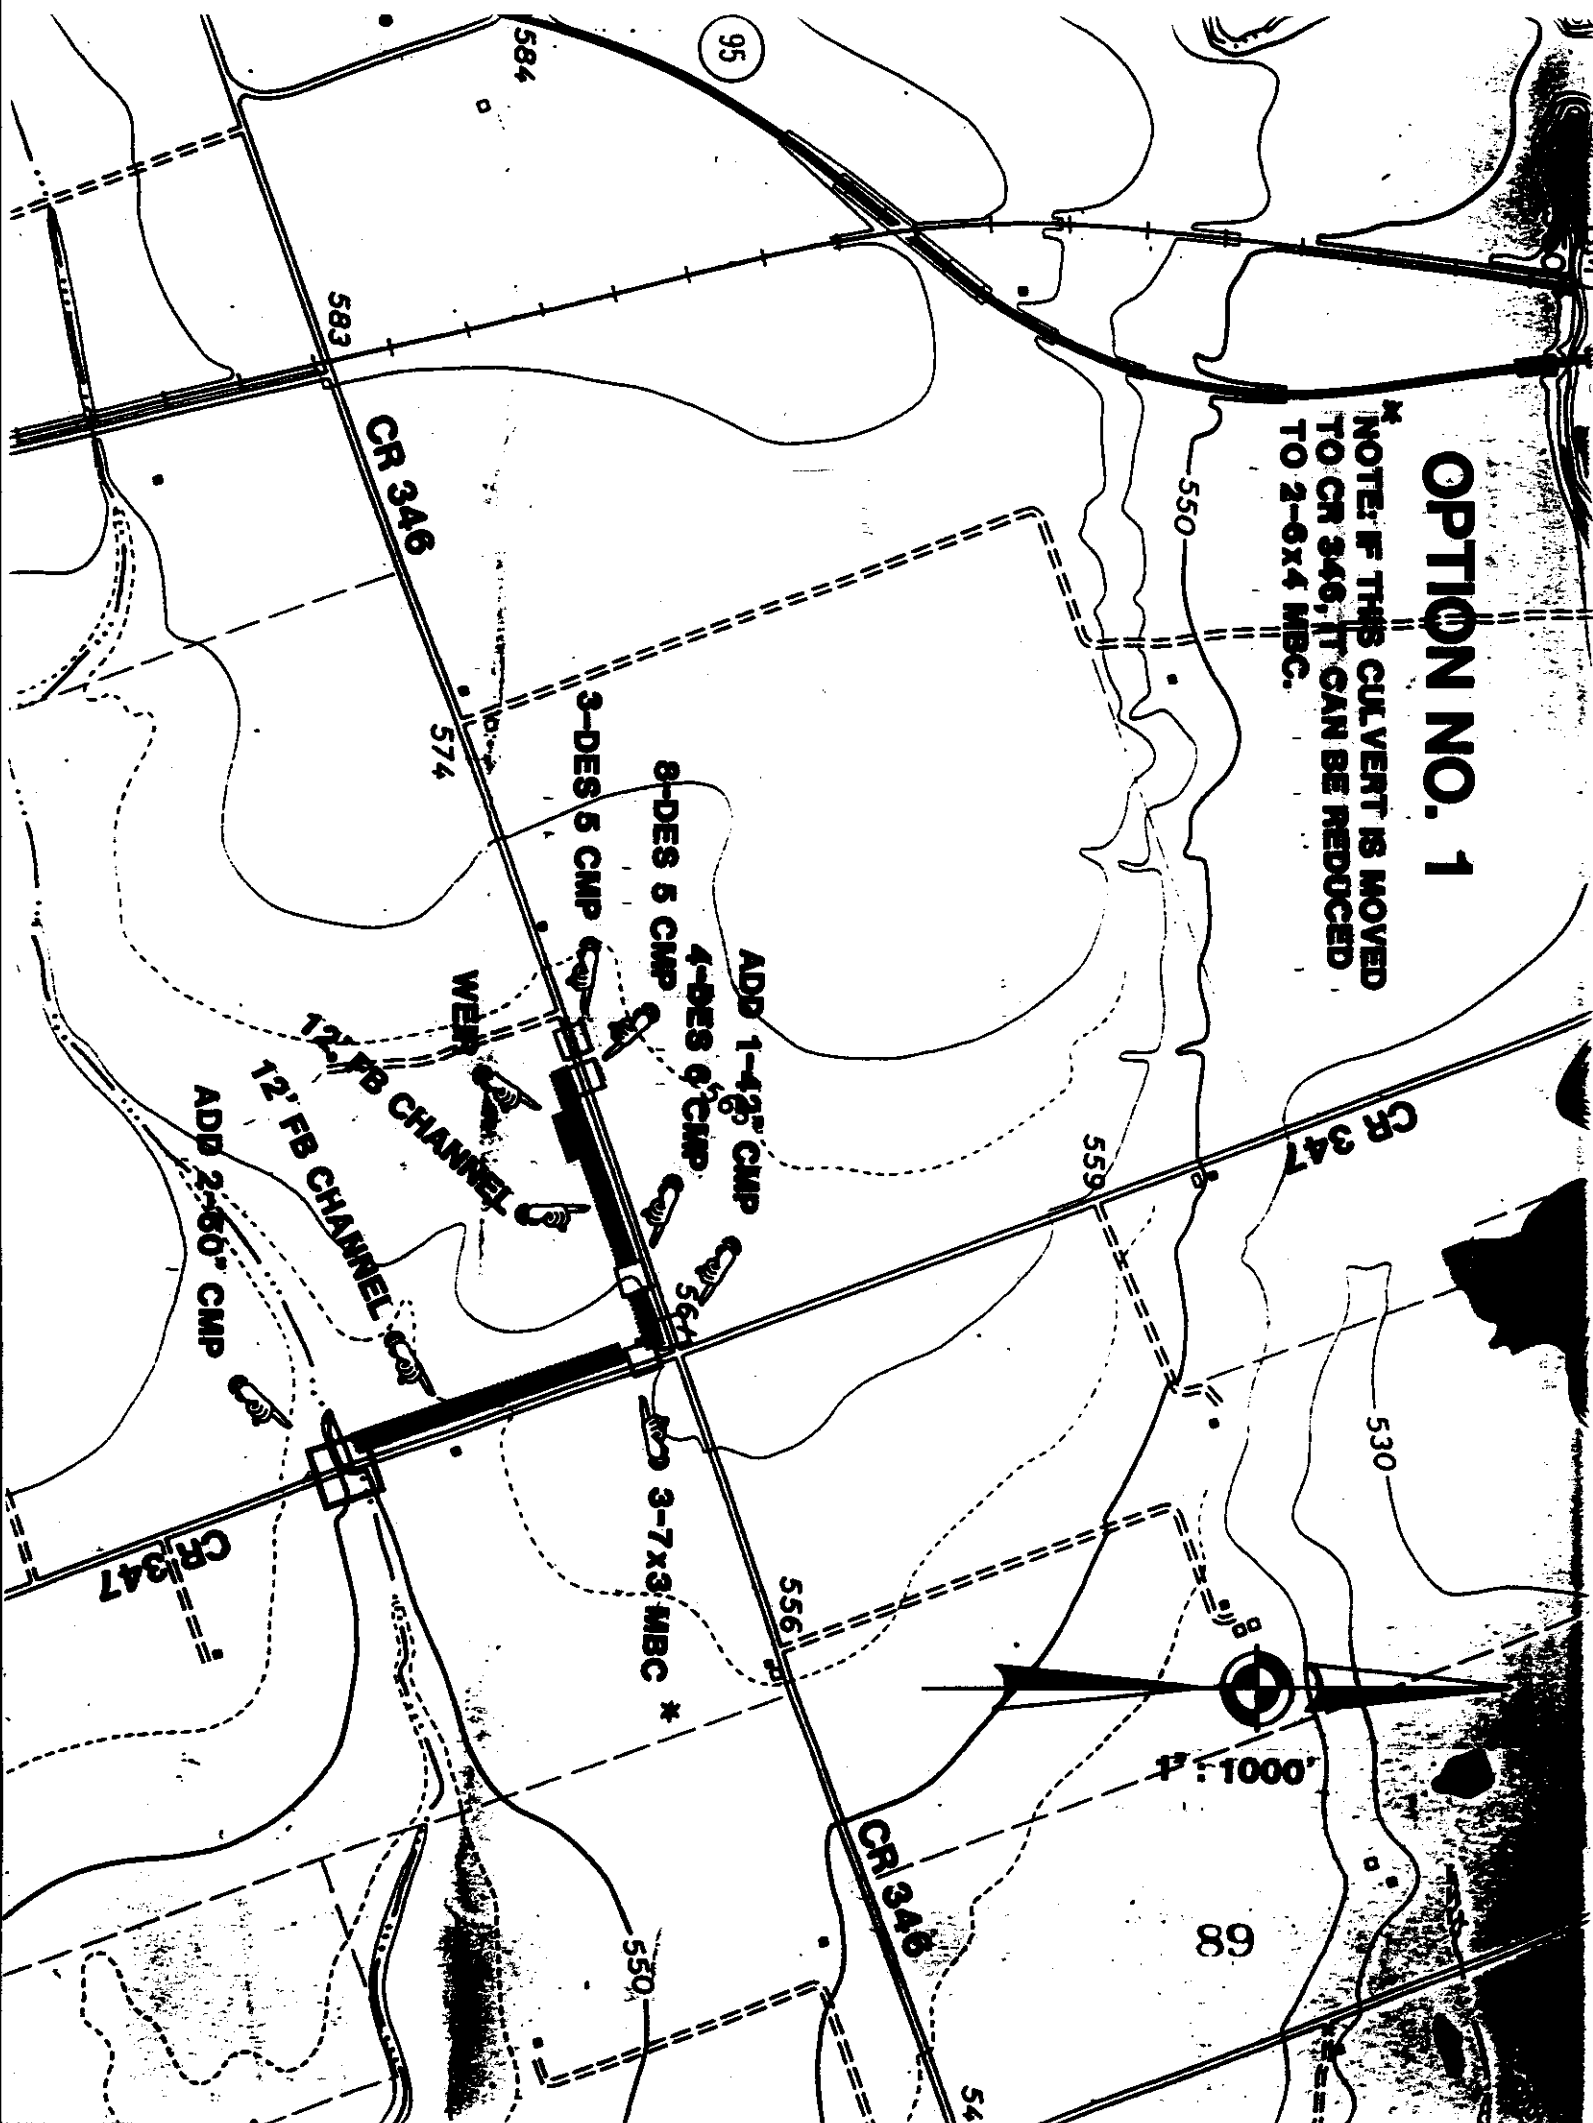 OPTION NO. 1
*
NOTE: IF THIS CULVERT IS MOVED
TO CR 346, IT CAN BE REDUCED
TO 2-6x4 MBC.
95
584
583
CR 346
574
550
3-DES 5 CMP
8-DES 5 CMP
4-DES 6 CMP
ADD 1-42" CMP
565
WEIR
12' FB CHANNEL
12' FB CHANNEL
ADD 2-60" CMP
561
559
CR 347
530
3-7x3 MBC *
CR 347
556
1" : 1000'
CR 346
550
54
89